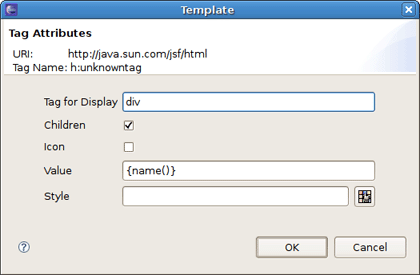 Template
Tag Attributes
URI: http://java.sun.com/jsf/html
Tag Name: h:unknowntag
Tag for Display div
Children
Icon
Value {name()}
Style
? OK Cancel